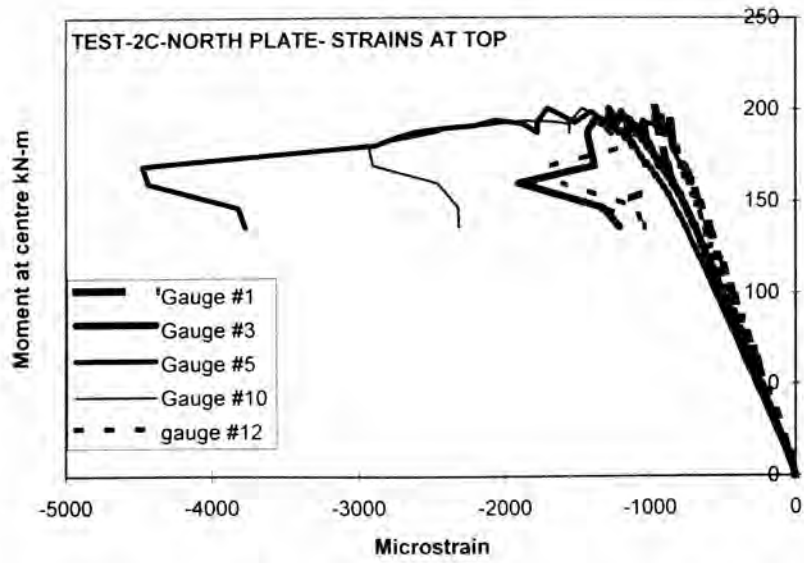 TEST-2C-NORTH PLATE- STRAINS AT TOP
250
200
150
100
50
0
Moment at centre kN-m
'Gauge #1
Gauge #3
Gauge #5
Gauge #10
gauge #12
-5000 -4000 -3000 -2000 -1000 0
Microstrain